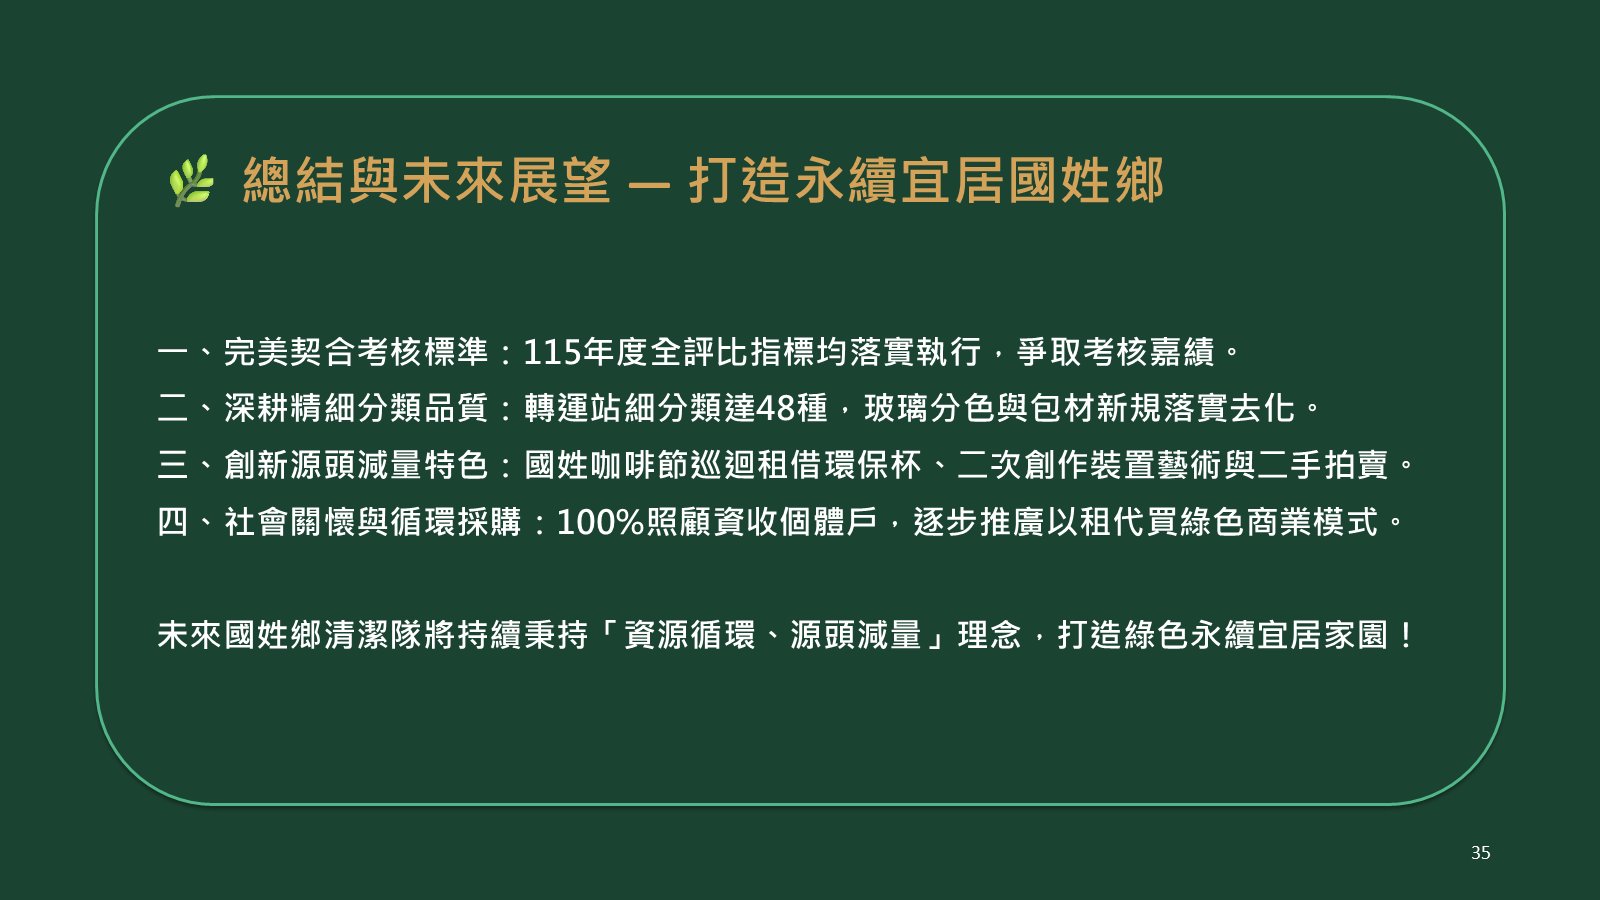 🌿 總結與未來展望 — 打造永續宜居國姓鄉
一、完美契合考核標準：115年度全評比指標均落實執行，爭取考核嘉績。
二、深耕精細分類品質：轉運站細分類達48種，玻璃分色與包材新規落實去化。
三、創新源頭減量特色：國姓咖啡節巡迴租借環保杯、二次創作裝置藝術與二手拍賣。
四、社會關懷與循環採購：100%照顧資收個體戶，逐步推廣以租代買綠色商業模式。
未來國姓鄉清潔隊將持續秉持「資源循環、源頭減量」理念，打造綠色永續宜居家園！
35